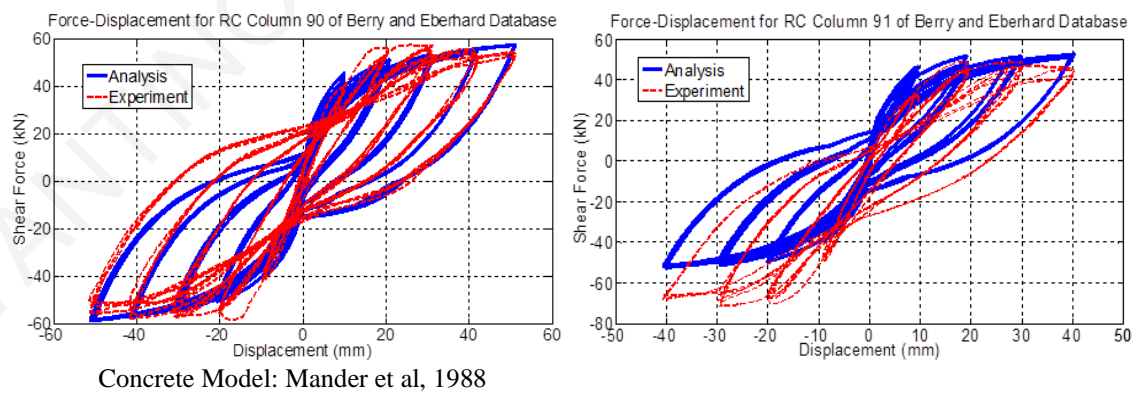 Force-Displacement for RC Column 90 of Berry and Eberhard Database
60
40
20
0
-20
-40
-60
Shear Force (kN)
Analysis
Experiment
-60 -40 -20 0 20 40 60
Displacement (mm)
Concrete Model: Mander et al, 1988
Force-Displacement for RC Column 91 of Berry and Eberhard Database
60
40
20
0
-20
-40
-60
-80
Shear Force (kN)
Analysis
Experiment
-50 -40 -30 -20 -10 0 10 20 30 40 50
Displacement (mm)